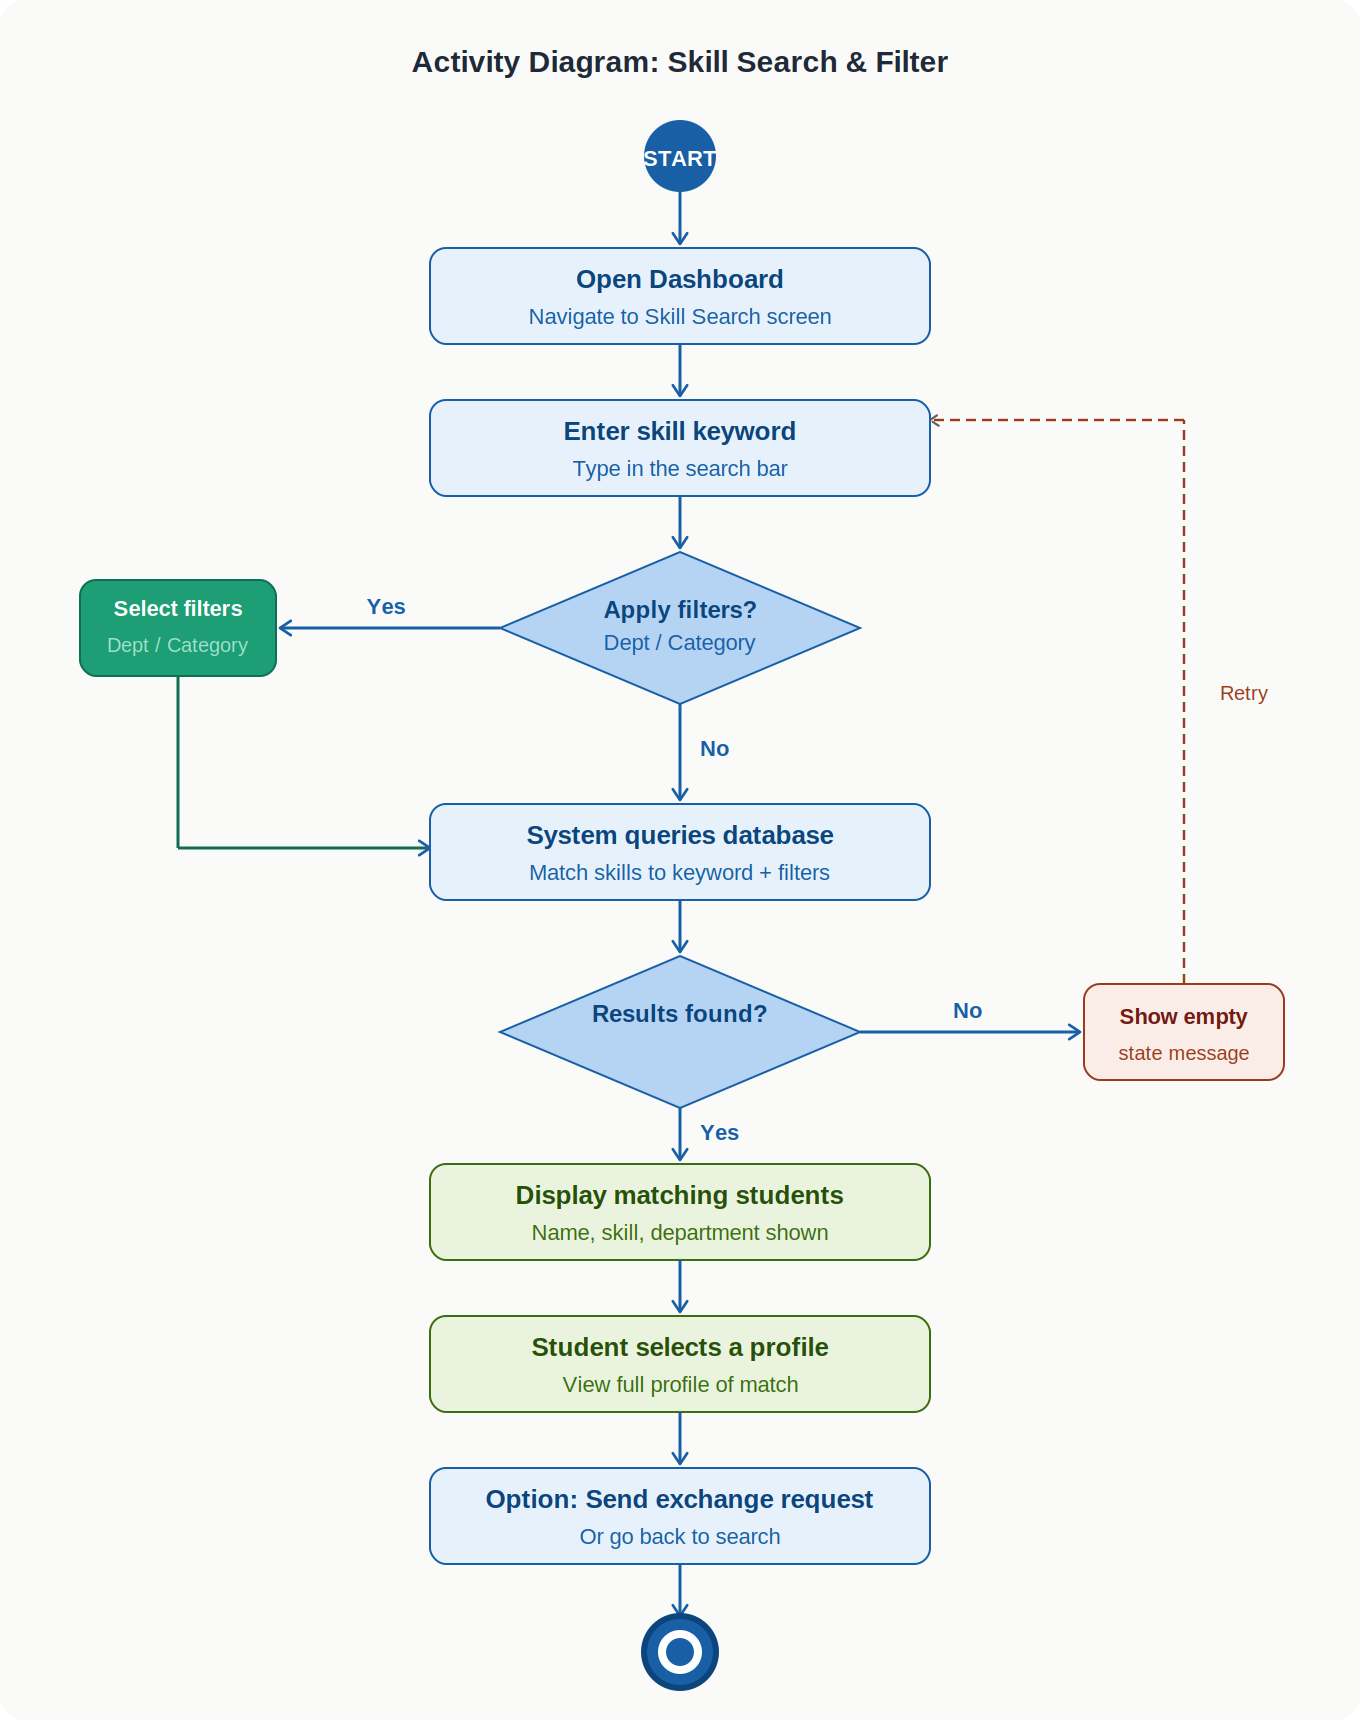 Activity Diagram: Skill Search & Filter
START
Open Dashboard
Navigate to Skill Search screen
Enter skill keyword
Type in the search bar
Apply filters?
Dept / Category
Yes
Select filters
Dept / Category
No
Retry
System queries database
Match skills to keyword + filters
Results found?
No
Show empty
state message
Yes
Display matching students
Name, skill, department shown
Student selects a profile
View full profile of match
Option: Send exchange request
Or go back to search